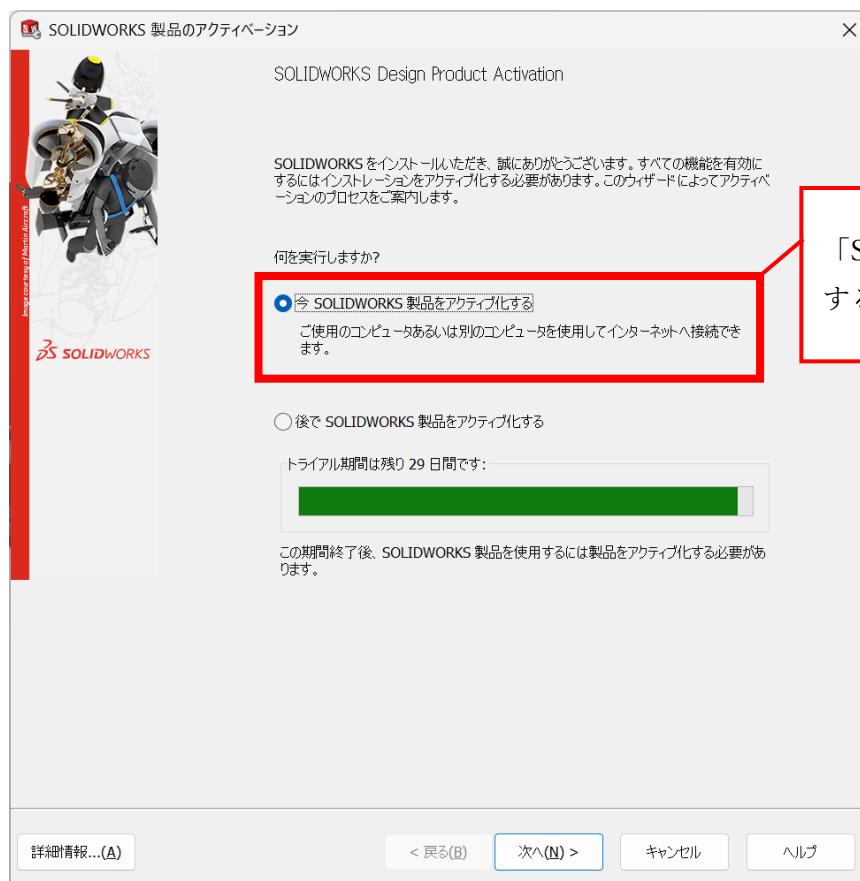 SOLIDWORKS 製品のアクティベーション
SOLIDWORKS Design Product Activation
SOLIDWORKS をインストールいただき、誠にありがとうございます。すべての機能を有効に
するにはインストレーションをアクティブ化する必要があります。このウィザードによってアクティベ
ーションのプロセスをご案内します。
何を実行しますか?
今 SOLIDWORKS 製品をアクティブ化する
ご使用のコンピュータあるいは別のコンピュータを使用してインターネットへ接続でき
ます。
「S
する
Image courtesy of Martin Aircraft
SOLIDWORKS
後で SOLIDWORKS 製品をアクティブ化する
トライアル期間は残り 29 日間です:
この期間終了後、SOLIDWORKS 製品を使用するには製品をアクティブ化する必要があ
ります。
詳細情報...(A)
< 戻る(B)
次へ(N) >
キャンセル
ヘルプ